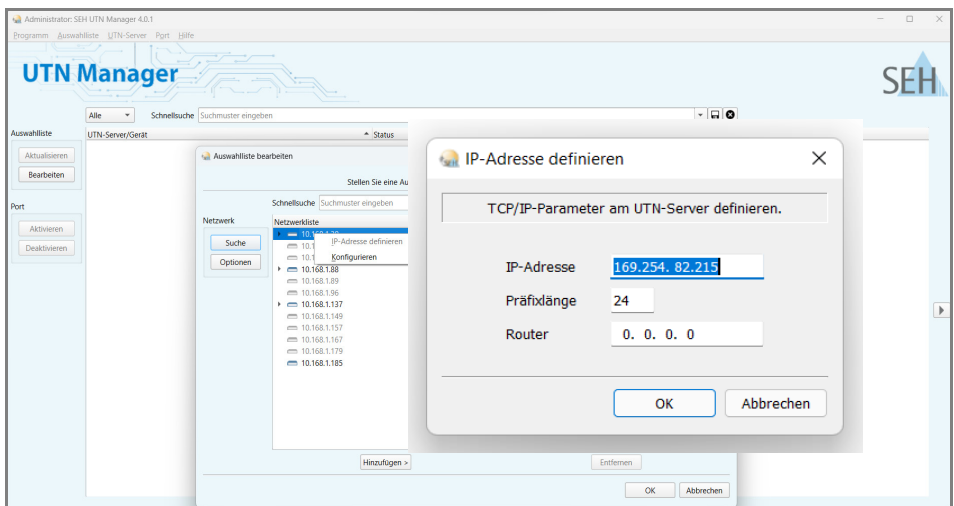 Administrator: SEH UTN Manager 4.0.1
Programm Auswahlliste UTN-Server Port Hilfe
UTN Manager
SEH
Alle Schnellsuche Suchmuster eingeben
Auswahlliste
UTN-Server/Gerät Status
Aktualisieren
Bearbeiten
Port
Aktivieren
Deaktivieren
Auswahlliste bearbeiten
Stellen Sie eine Au
Schnellsuche Suchmuster eingeben
Netzwerk
Suche
Optionen
Netzwerkliste
IP-Adresse definieren
Konfigurieren
10.168.1.88
10.168.1.89
10.168.1.96
10.168.1.137
10.168.1.149
10.168.1.157
10.168.1.167
10.168.1.179
10.168.1.185
Hinzufügen >
Entfernen
OK Abbrechen
IP-Adresse definieren
TCP/IP-Parameter am UTN-Server definieren.
IP-Adresse 169.254. 82.215
Präfixlänge 24
Router 0. 0. 0. 0
OK Abbrechen